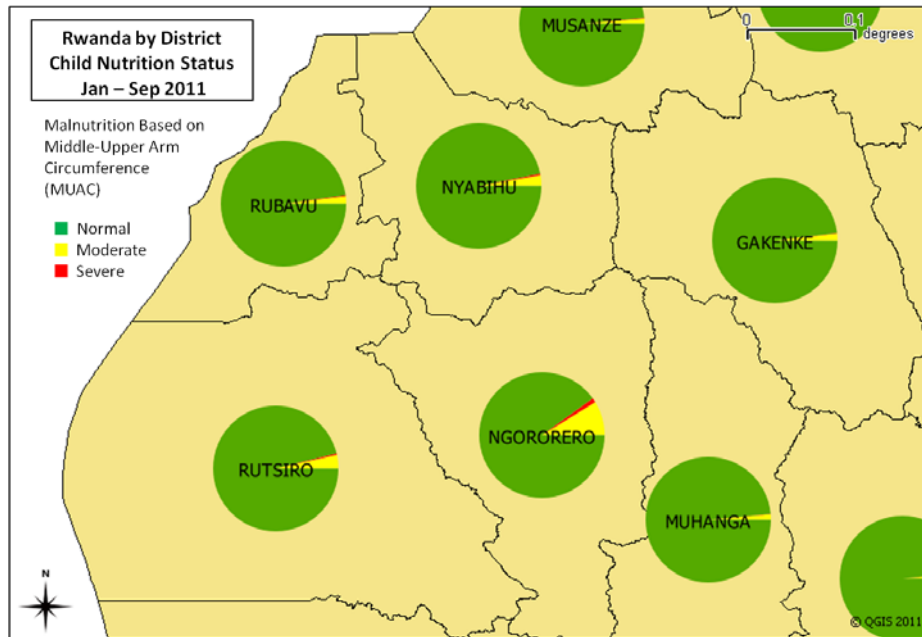 Rwanda by District
Child Nutrition Status
Jan – Sep 2011
Malnutrition Based on
Middle-Upper Arm
Circumference
(MUAC)
Normal
Moderate
Severe
MUSANZE
0 0.1
degrees
RUBAVU
NYABIHU
GAKENKE
RUTSIRO
NGORORERO
MUHANGA
N
© QGIS 2011